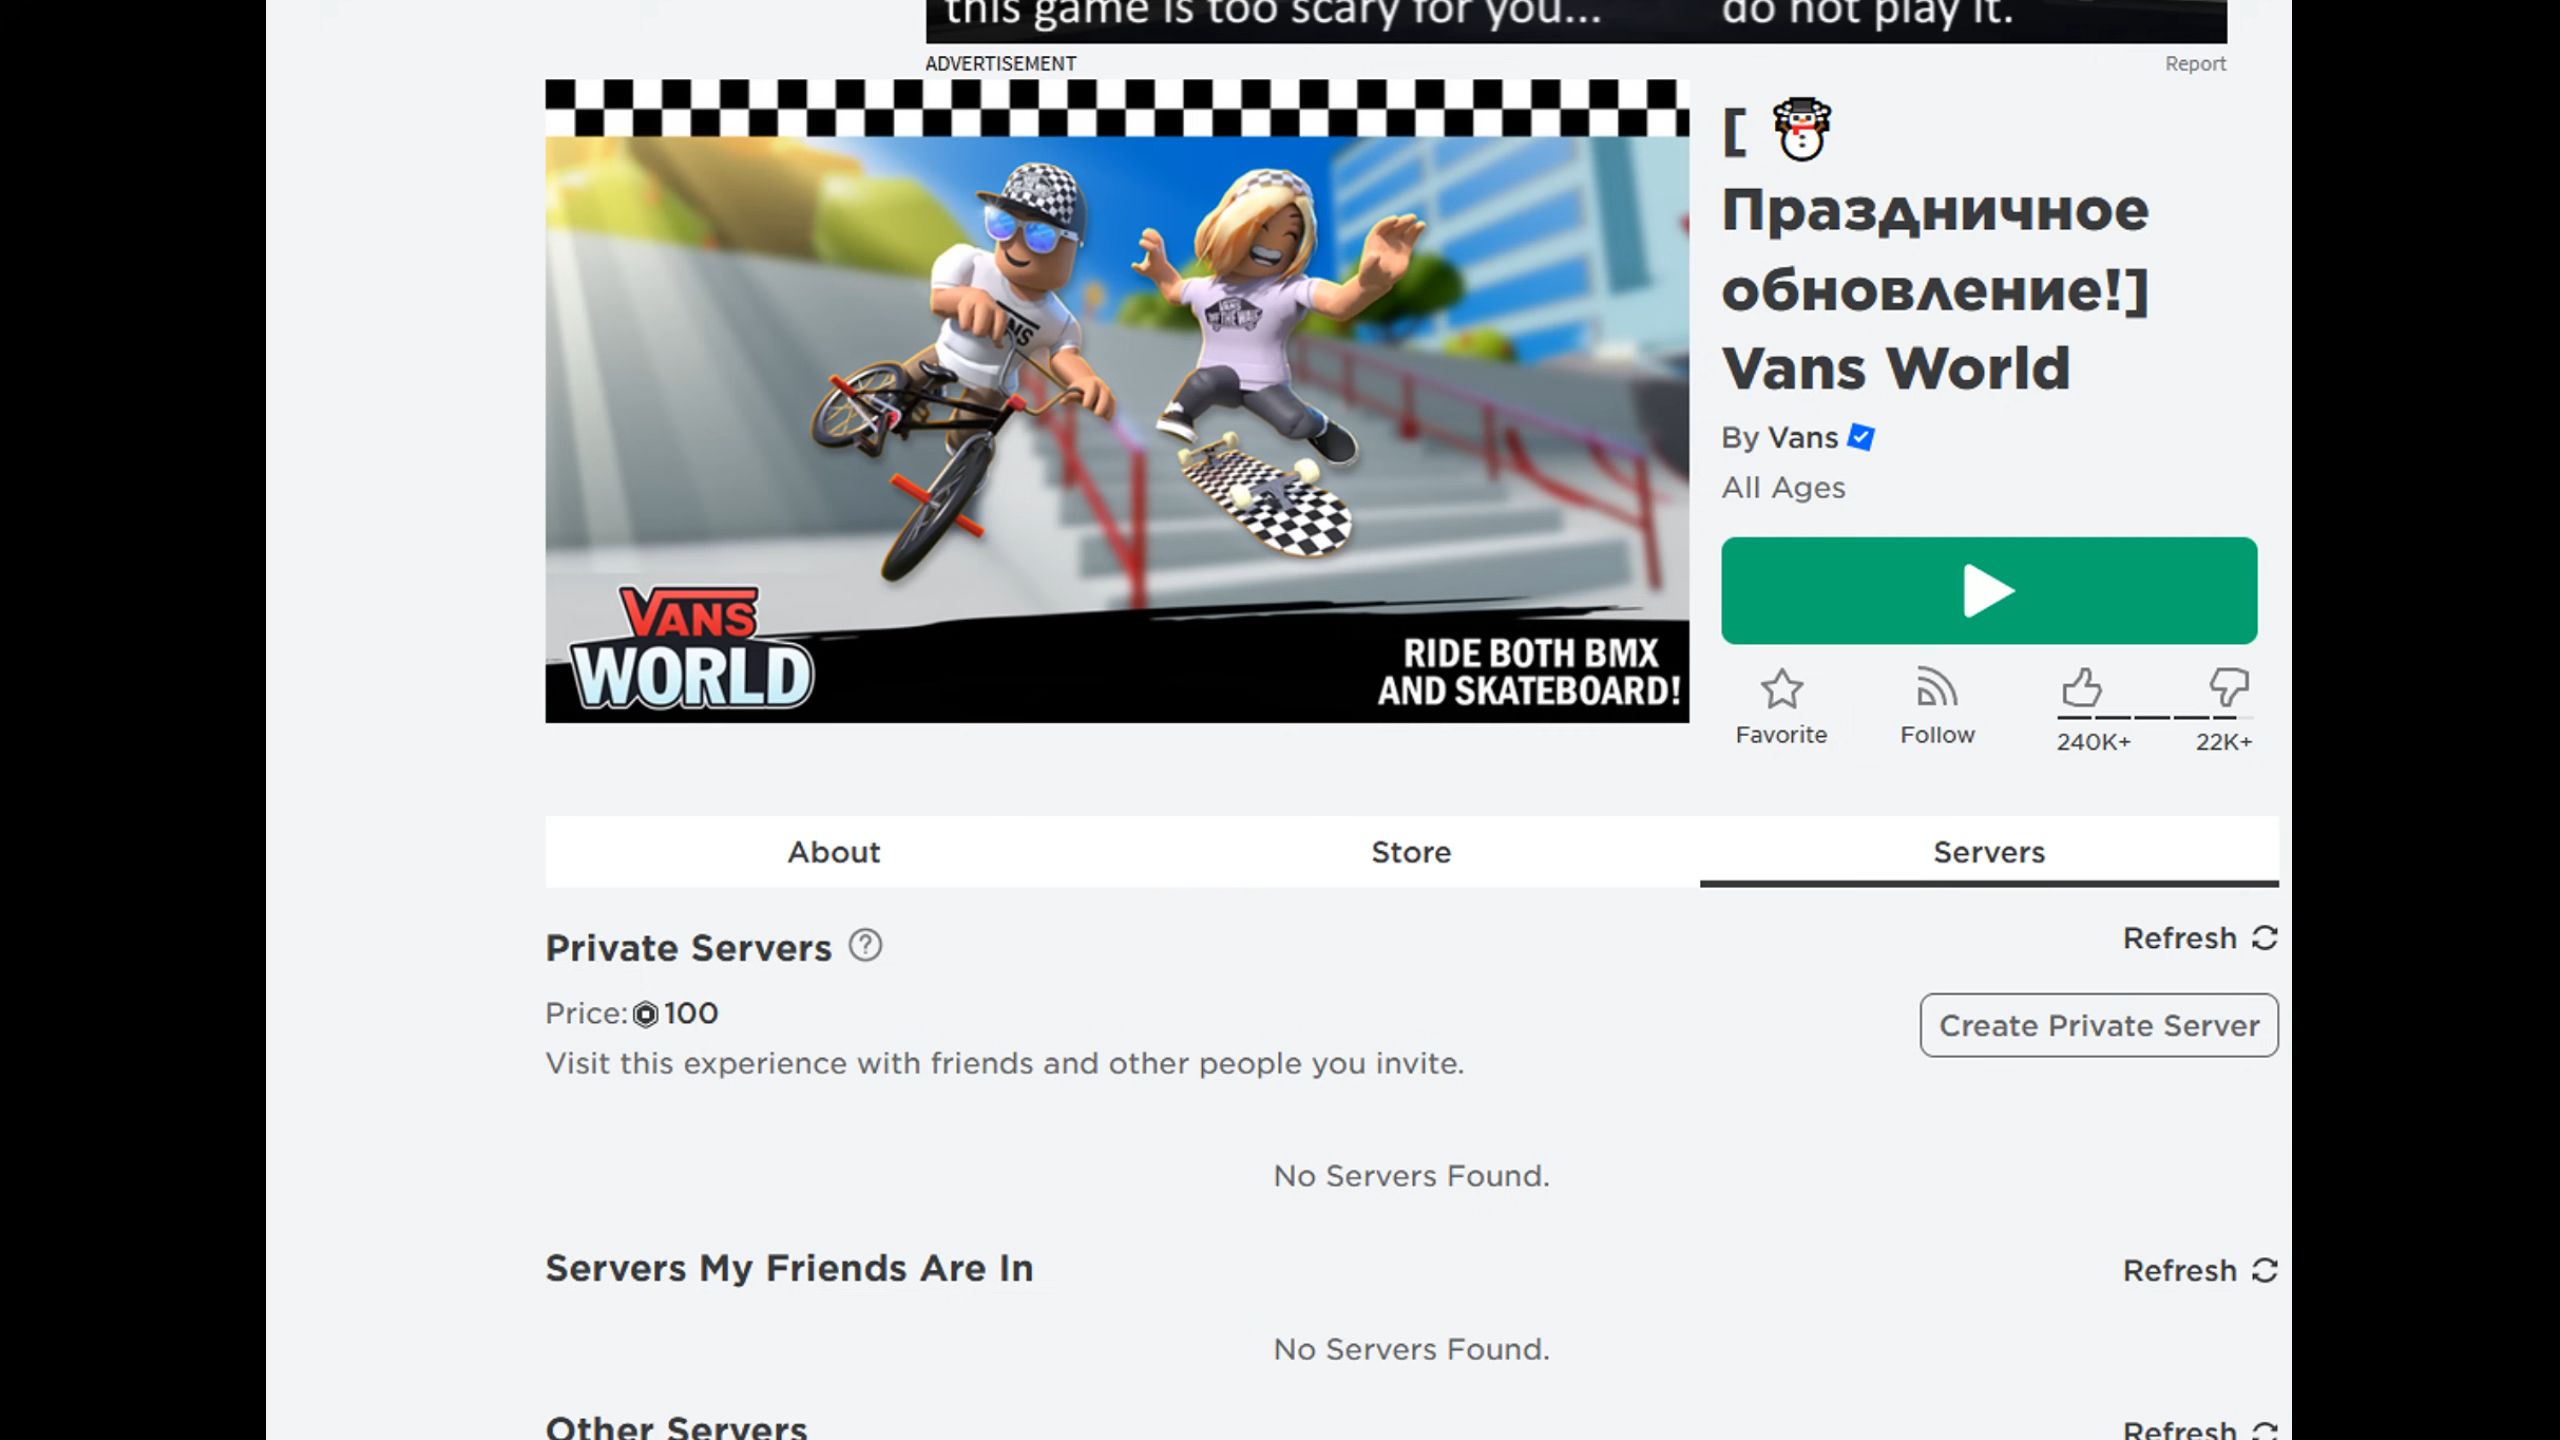 this game is too scary for you...
do not play it.
ADVERTISEMENT
Report
[ ☃
Праздничное
обновление!]
Vans World
By Vans
All Ages
VANS
WORLD
RIDE BOTH BMX
AND SKATEBOARD!
Favorite
Follow
240K+
22K+
About
Store
Servers
Private Servers
Refresh
Price: 100
Create Private Server
Visit this experience with friends and other people you invite.
No Servers Found.
Servers My Friends Are In
Refresh
No Servers Found.
Other Servers
Refresh